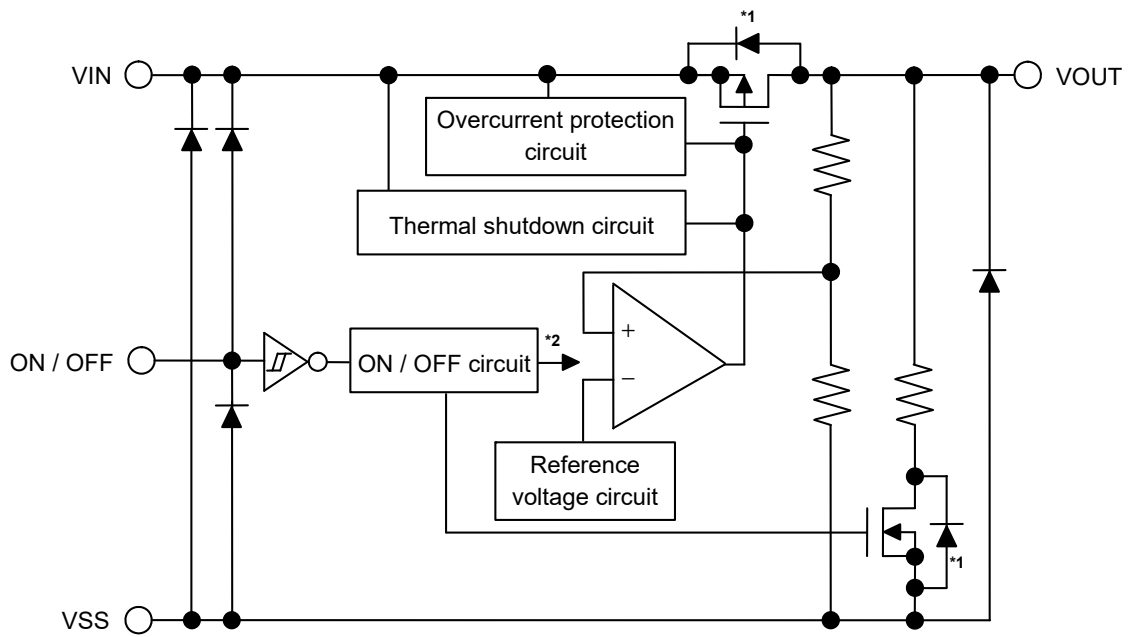 *1
VIN
VOUT
Overcurrent protection
circuit
Thermal shutdown circuit
ON / OFF
ON / OFF circuit
*2
+
−
Reference
voltage circuit
*1
VSS